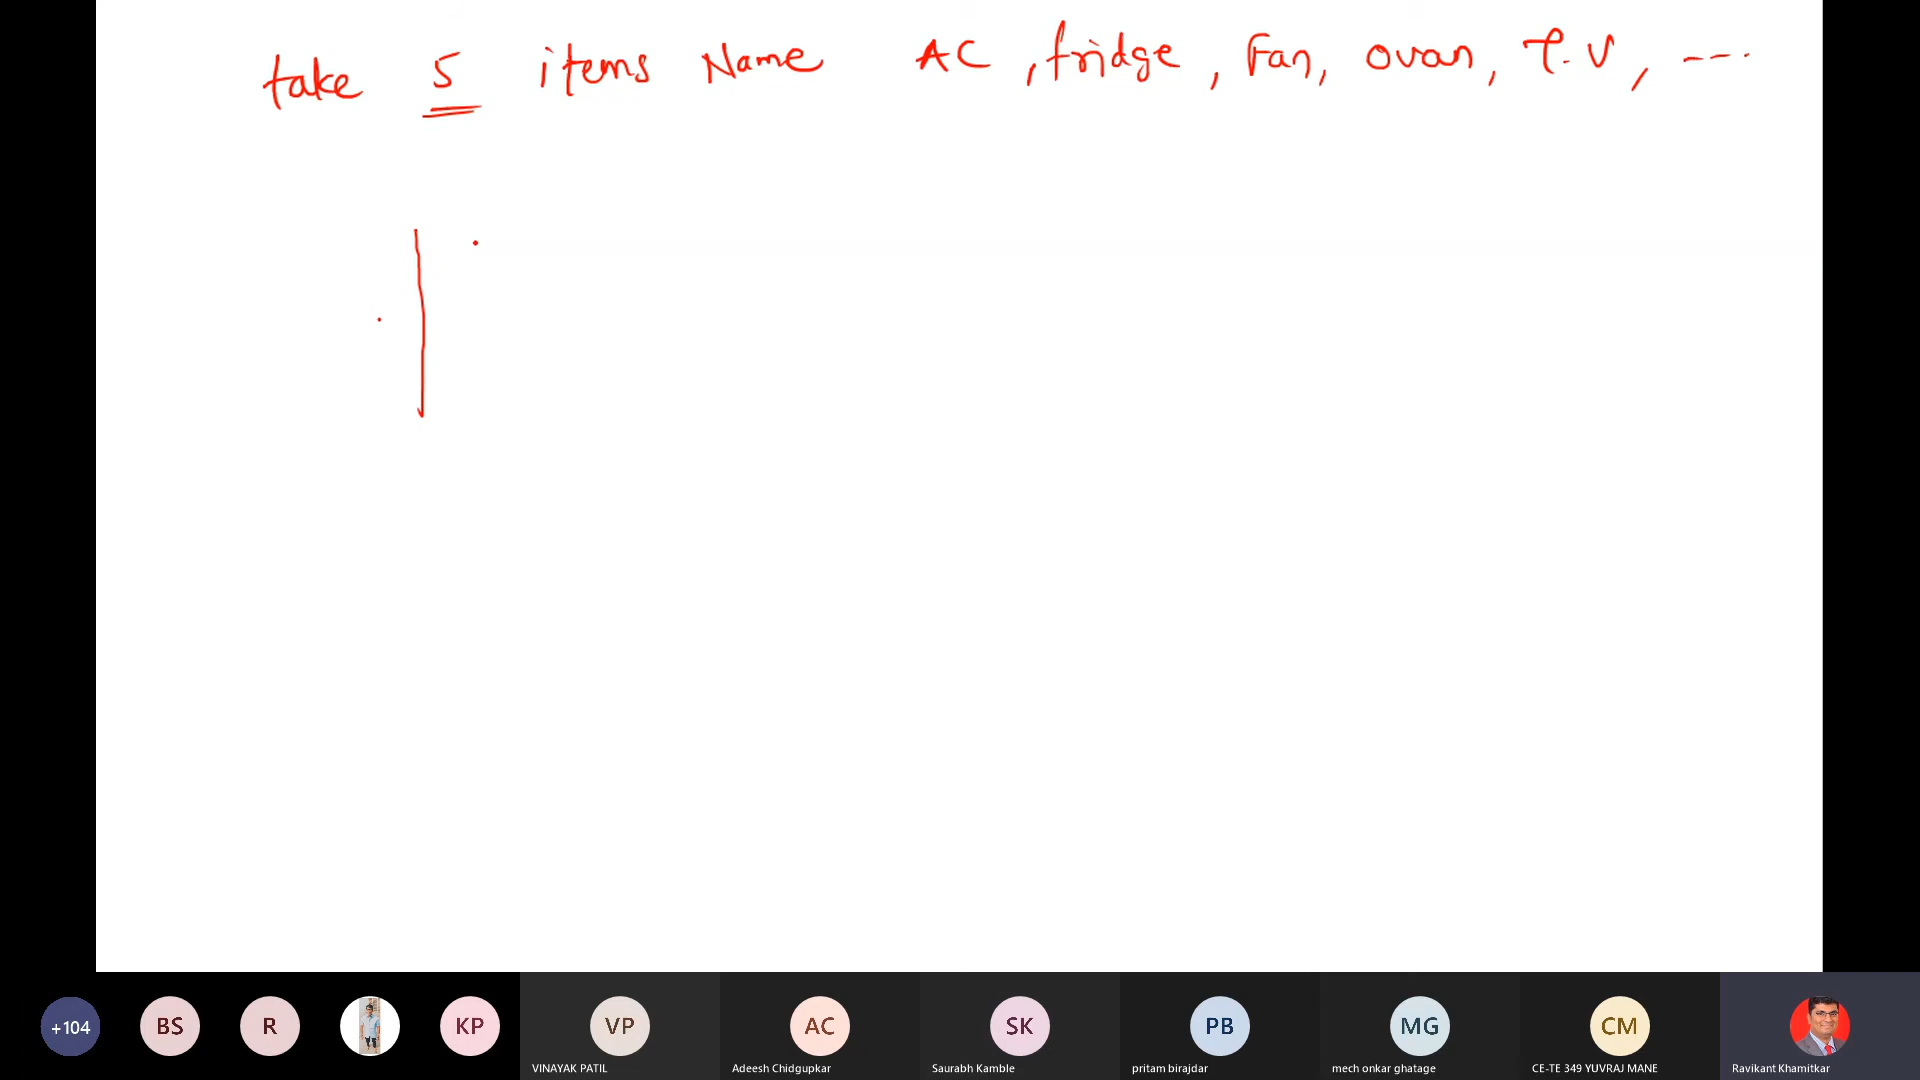 take 5 items Name AC, fridge, Fan, ovan, T.V, ---
+104 BS R KP VP AC SK PB MG CM
VINAYAK PATIL Adeesh Chidgupkar Saurabh Kamble pritam birajdar mech onkar ghatage CE-TE 349 YUVRAJ MANE Ravikant Khamitkar